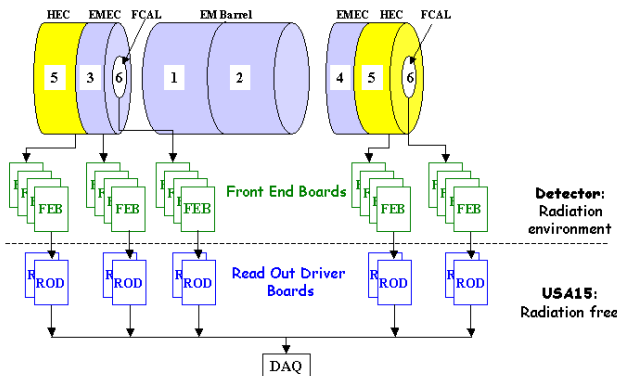 HEC EMEC FCAL EM Barrel EMEC HEC FCAL
5 3 6 1 2 4 5 6
FEB FEB FEB Front End Boards FEB FEB
Detector:
Radiation
environment
ROD ROD ROD Read Out Driver ROD ROD
Boards
USA15:
Radiation free
DAQ